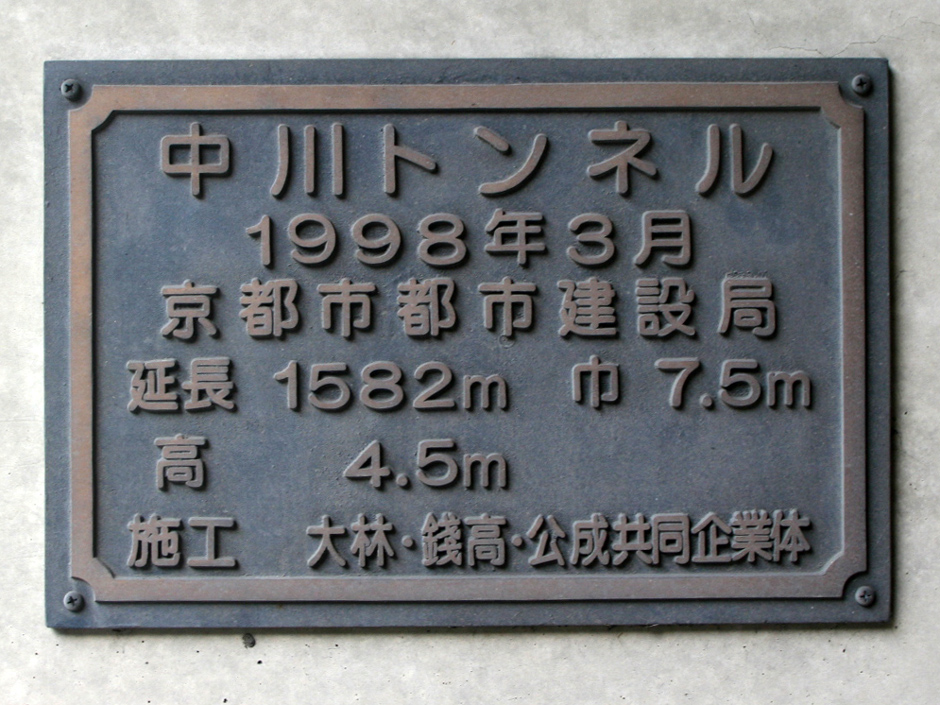 中川トンネル
1998年3月
京都市都市建設局
延長 1582m 巾 7.5m
高 4.5m
施工 大林・錢高・公成共同企業体